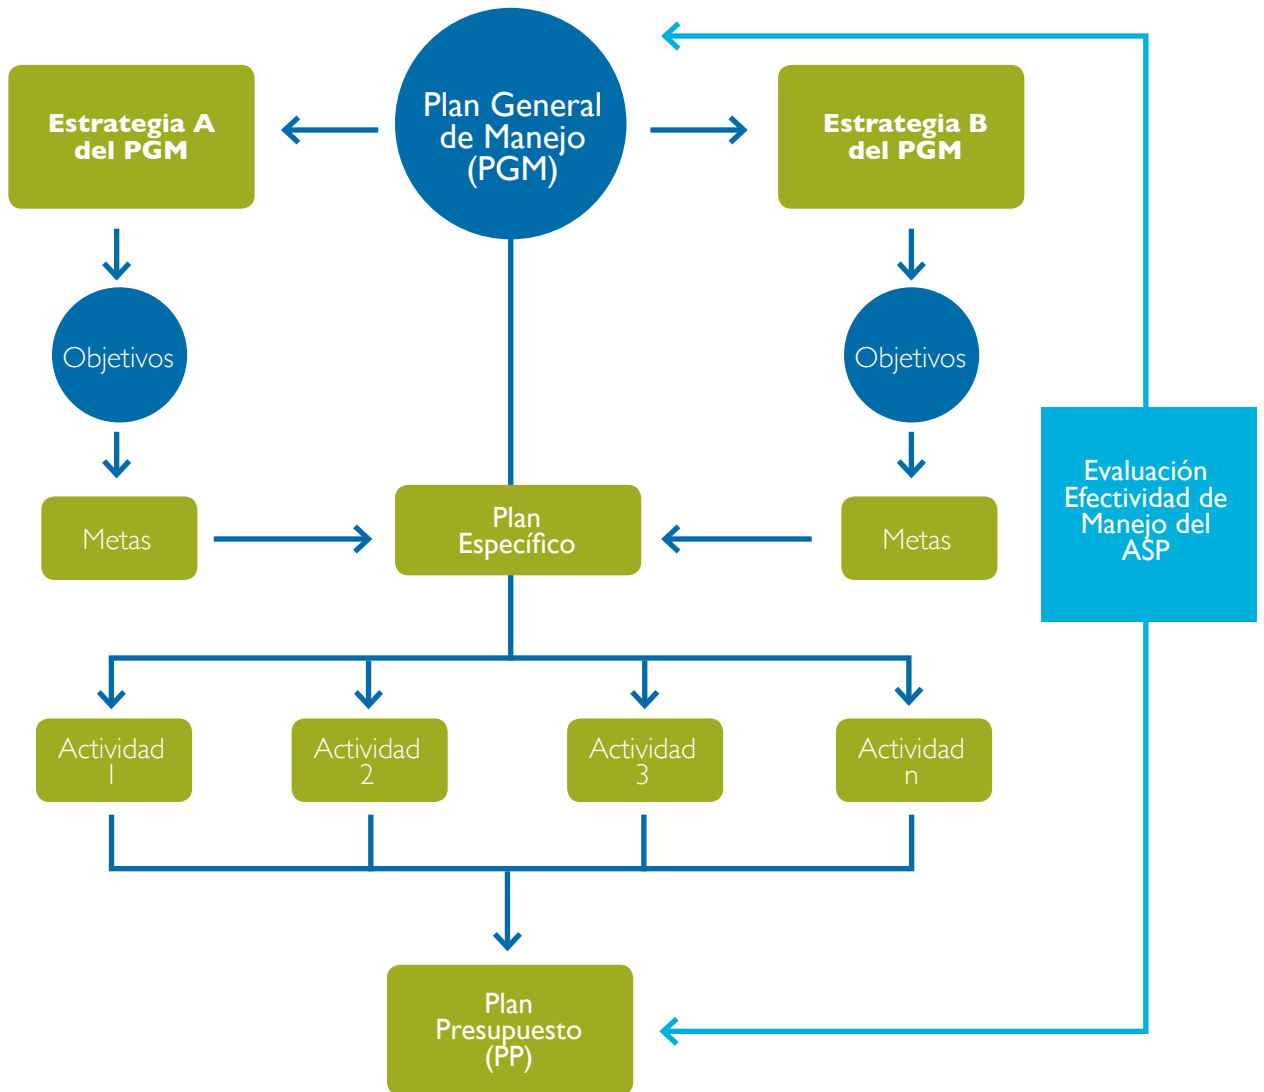 Plan General
de Manejo
(PGM)
Estrategia A
del PGM
Estrategia B
del PGM
Objetivos
Objetivos
Evaluación
Efectividad de
Manejo del
ASP
Metas
Plan
Específico
Metas
Actividad
1
Actividad
2
Actividad
3
Actividad
n
Plan
Presupuesto
(PP)